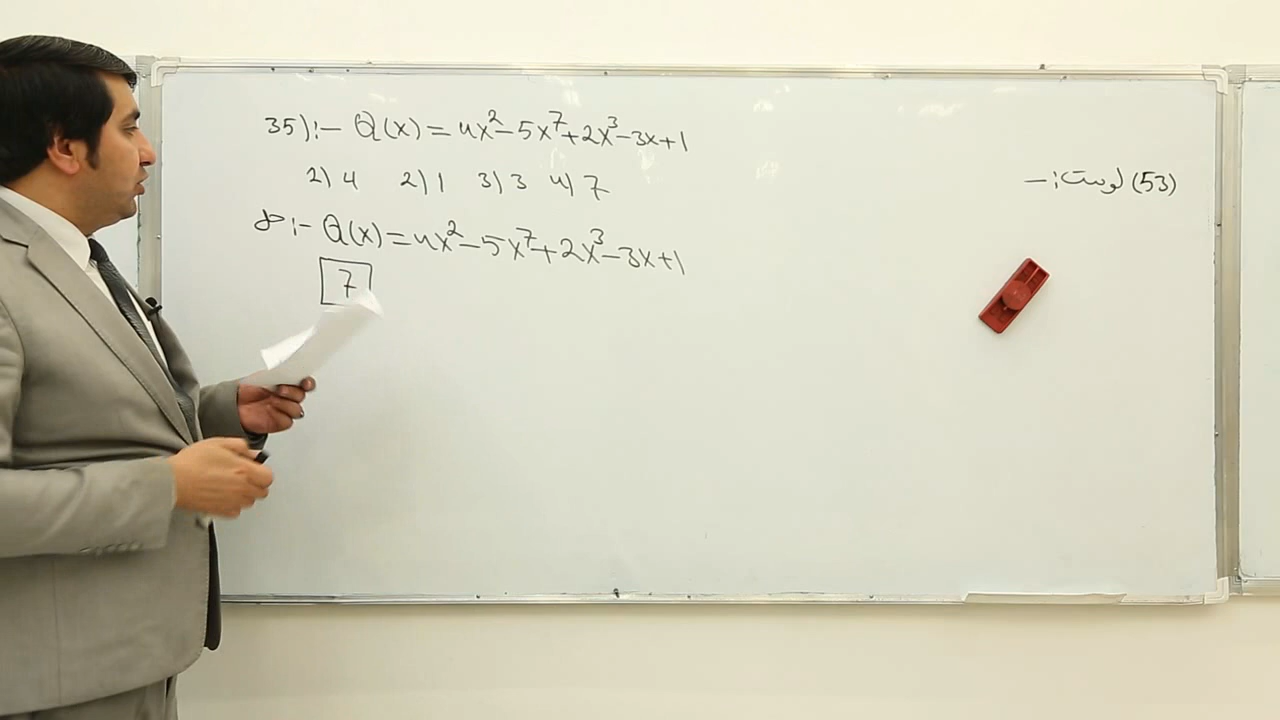 35):- Q(x) = 4x² - 5x⁷ + 2x³ - 3x + 1
2) 4 2) 1 3) 3 4) 7
:- Q(x) = 4x² - 5x⁷ + 2x³ - 3x + 1
7
(53) لوست:-